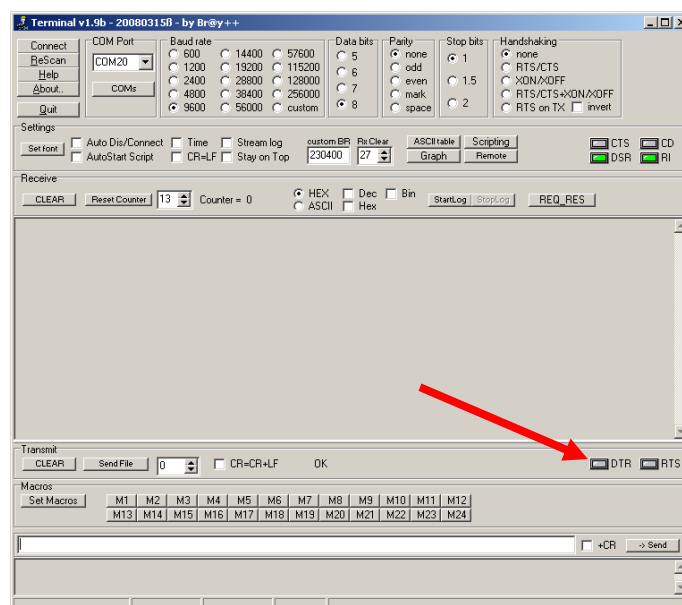 Terminal v1.9b - 20080315ß - by Br@y++
Connect
ReScan
Help
About..
Quit
COM Port
COM20
COMs
Baud rate
600 14400 57600
1200 19200 115200
2400 28800 128000
4800 38400 256000
9600 56000 custom
Data bits
5
6
7
8
Parity
none
odd
even
mark
space
Stop bits
1
1.5
2
Handshaking
none
RTS/CTS
XON/XOFF
RTS/CTS+XON/XOFF
RTS on TX invert
Settings
Set font
Auto Dis/Connect Time Stream log
AutoStart Script CR=LF Stay on Top
custom BR Rx Clear
230400 27
ASCII table Scripting
Graph Remote
CTS CD
DSR RI
Receive
CLEAR Reset Counter 13 Counter = 0
HEX Dec Bin
ASCII Hex
StartLog StopLog REQ_RES
Transmit
CLEAR Send File 0 CR=CR+LF OK DTR RTS
Macros
Set Macros M1 M2 M3 M4 M5 M6 M7 M8 M9 M10 M11 M12
M13 M14 M15 M16 M17 M18 M19 M20 M21 M22 M23 M24
+CR -> Send